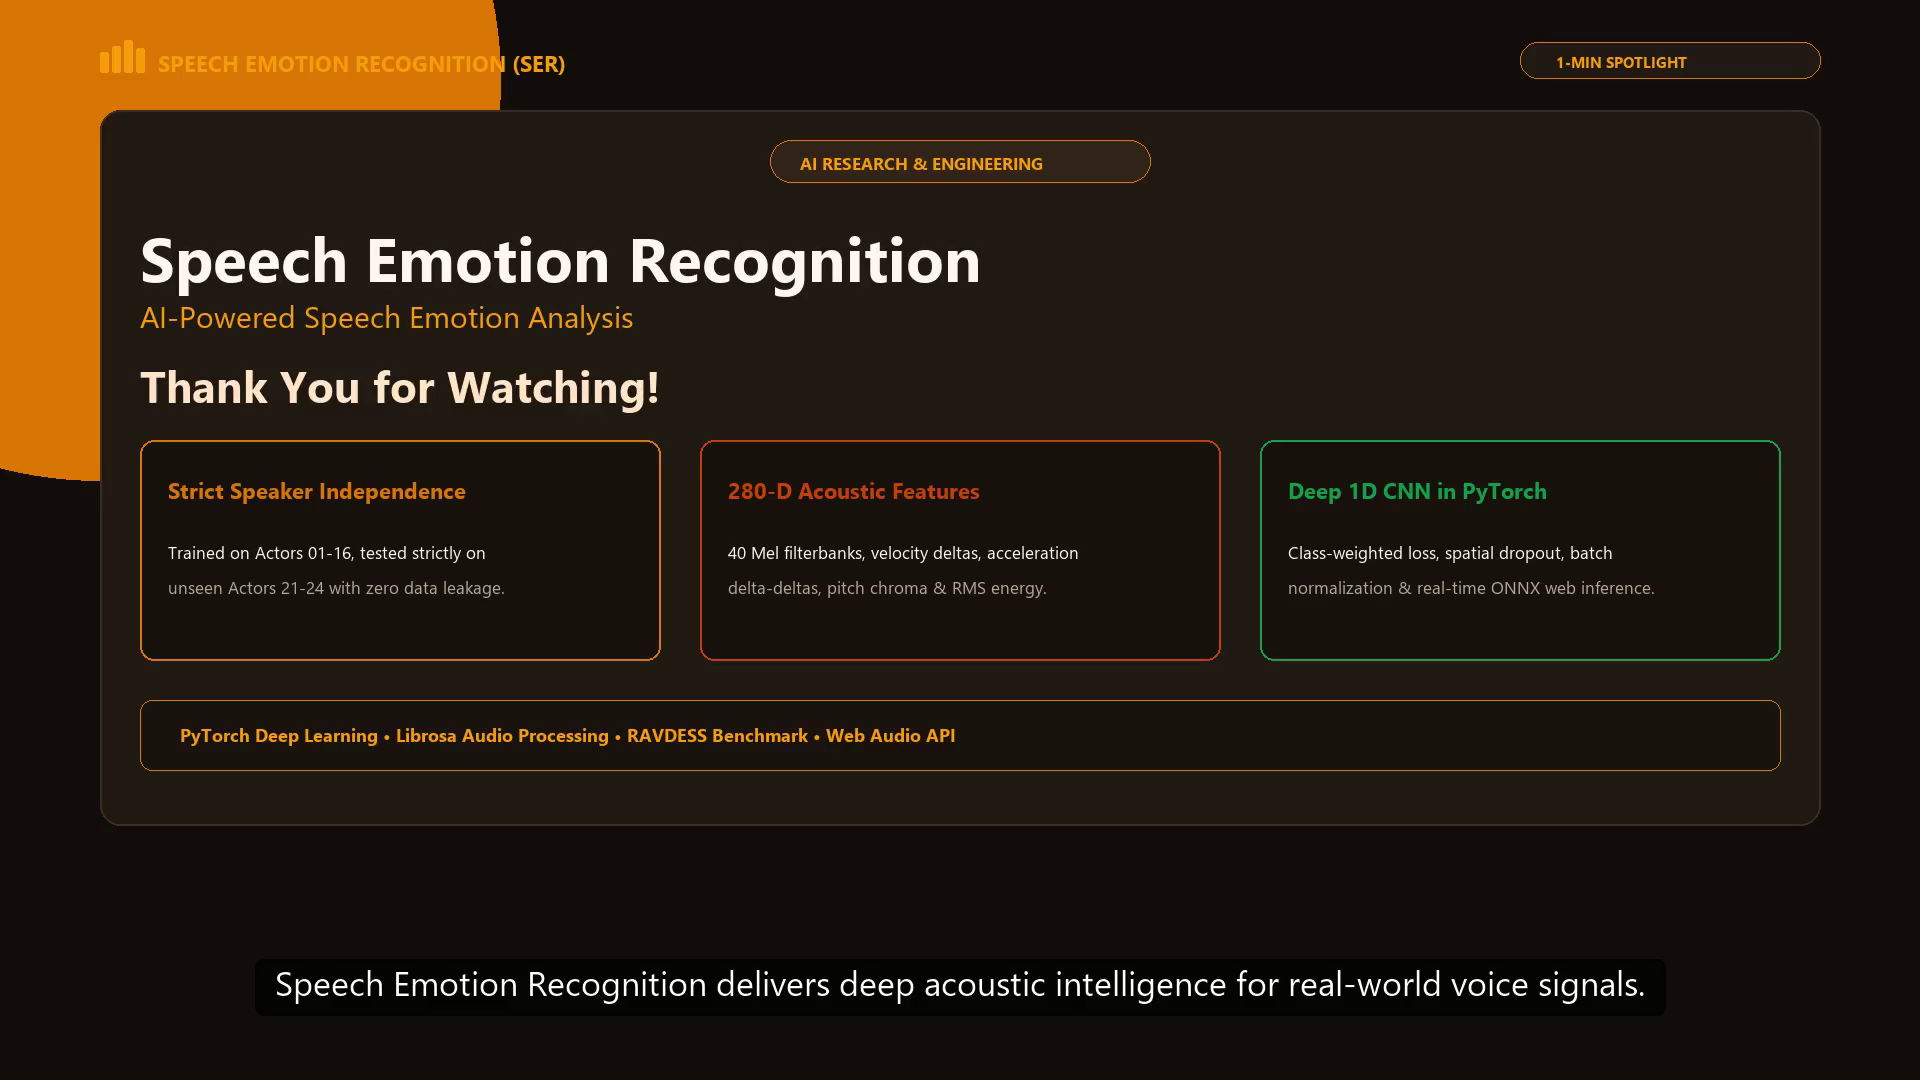 SPEECH EMOTION RECOGNITION (SER)
1-MIN SPOTLIGHT
AI RESEARCH & ENGINEERING
Speech Emotion Recognition
AI-Powered Speech Emotion Analysis
Thank You for Watching!
Strict Speaker Independence
Trained on Actors 01-16, tested strictly on
unseen Actors 21-24 with zero data leakage.
280-D Acoustic Features
40 Mel filterbanks, velocity deltas, acceleration
delta-deltas, pitch chroma & RMS energy.
Deep 1D CNN in PyTorch
Class-weighted loss, spatial dropout, batch
normalization & real-time ONNX web inference.
PyTorch Deep Learning • Librosa Audio Processing • RAVDESS Benchmark • Web Audio API
Speech Emotion Recognition delivers deep acoustic intelligence for real-world voice signals.